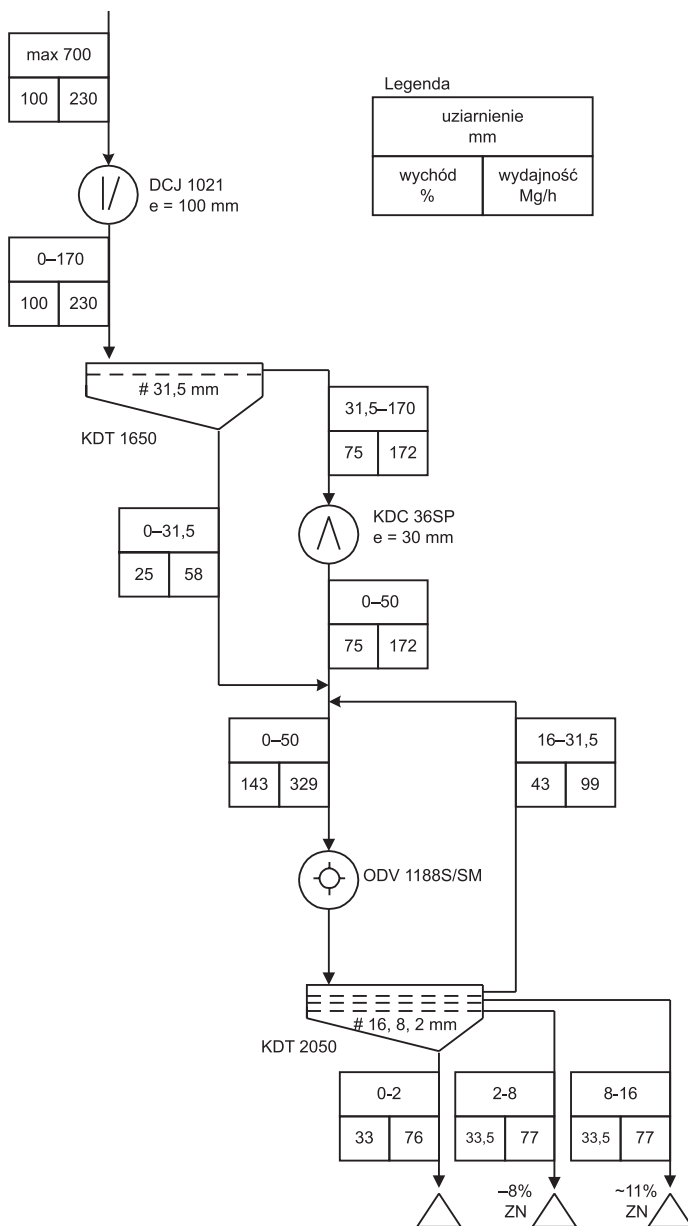 max 700
100 230
Legenda
uziarnienie
mm
wychód
%
wydajność
Mg/h
DCJ 1021
e = 100 mm
0–170
100 230
# 31,5 mm
KDT 1650
31,5–170
75 172
KDC 36SP
e = 30 mm
0–31,5
25 58
0–50
75 172
0–50
143 329
16–31,5
43 99
ODV 1188S/SM
# 16, 8, 2 mm
KDT 2050
0-2
33 76
2-8
33,5 77
8-16
33,5 77
–8%
ZN
~11%
ZN